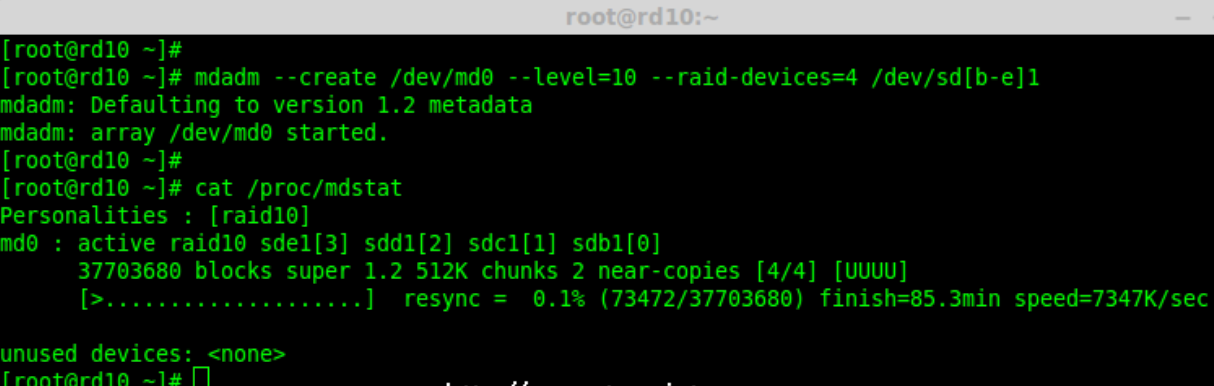 root@rd10:~
[root@rd10 ~]#
[root@rd10 ~]# mdadm --create /dev/md0 --level=10 --raid-devices=4 /dev/sd[b-e]1
mdadm: Defaulting to version 1.2 metadata
mdadm: array /dev/md0 started.
[root@rd10 ~]#
[root@rd10 ~]# cat /proc/mdstat
Personalities : [raid10]
md0 : active raid10 sde1[3] sdd1[2] sdc1[1] sdb1[0]
      37703680 blocks super 1.2 512K chunks 2 near-copies [4/4] [UUUU]
      [>....................]  resync =  0.1% (73472/37703680) finish=85.3min speed=7347K/sec
unused devices: <none>
[root@rd10 ~]#